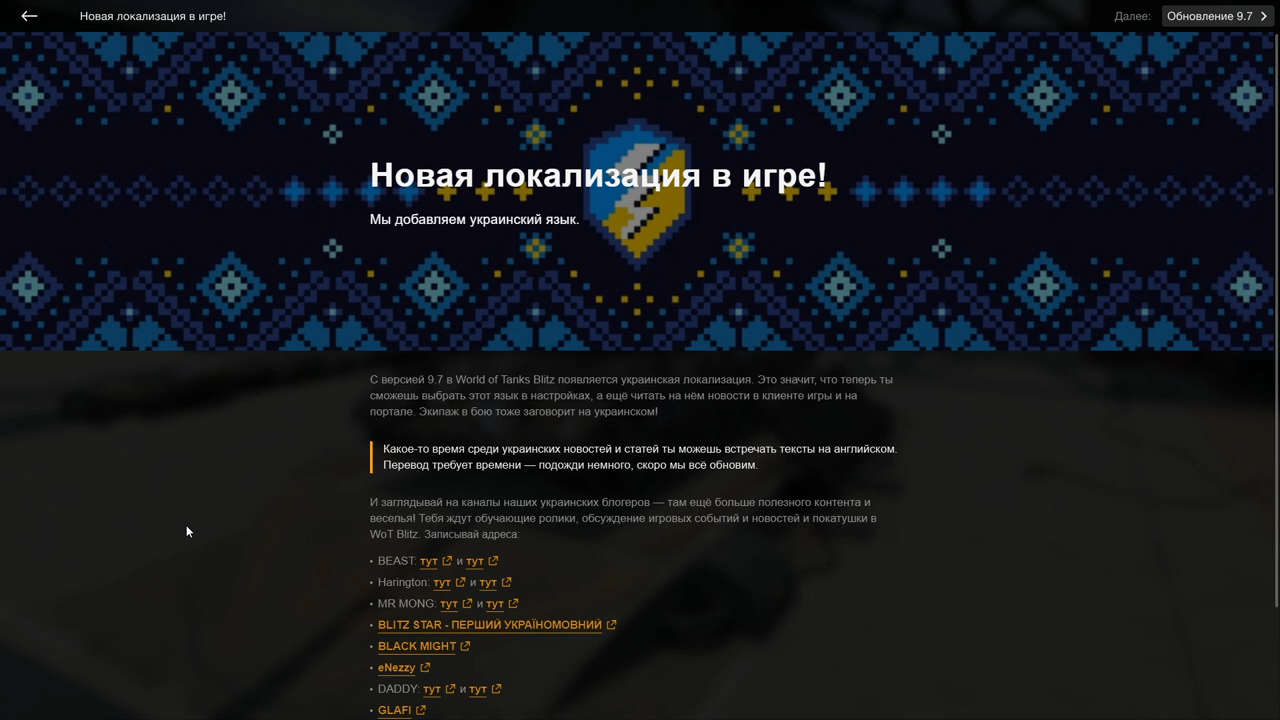 Новая локализация в игре!
Далее:
Обновление 9.7
Новая локализация в игре!
Мы добавляем украинский язык.
С версией 9.7 в World of Tanks Blitz появляется украинская локализация. Это значит, что теперь ты
сможешь выбрать этот язык в настройках, а ещё читать на нём новости в клиенте игры и на
портале. Экипаж в бою тоже заговорит на украинском!
Какое-то время среди украинских новостей и статей ты можешь встречать тексты на английском.
Перевод требует времени — подожди немного, скоро мы всё обновим.
И заглядывай на каналы наших украинских блогеров — там ещё больше полезного контента и
веселья! Тебя ждут обучающие ролики, обсуждение игровых событий и новостей и покатушки в
WoT Blitz. Записывай адреса:
• BEAST: тут и тут
• Harington: тут и тут
• MR MONG: тут и тут
• BLITZ STAR - ПЕРШИЙ УКРАЇНОМОВНИЙ
• BLACK MIGHT
• eNezzy
• DADDY: тут и тут
• GLAFI